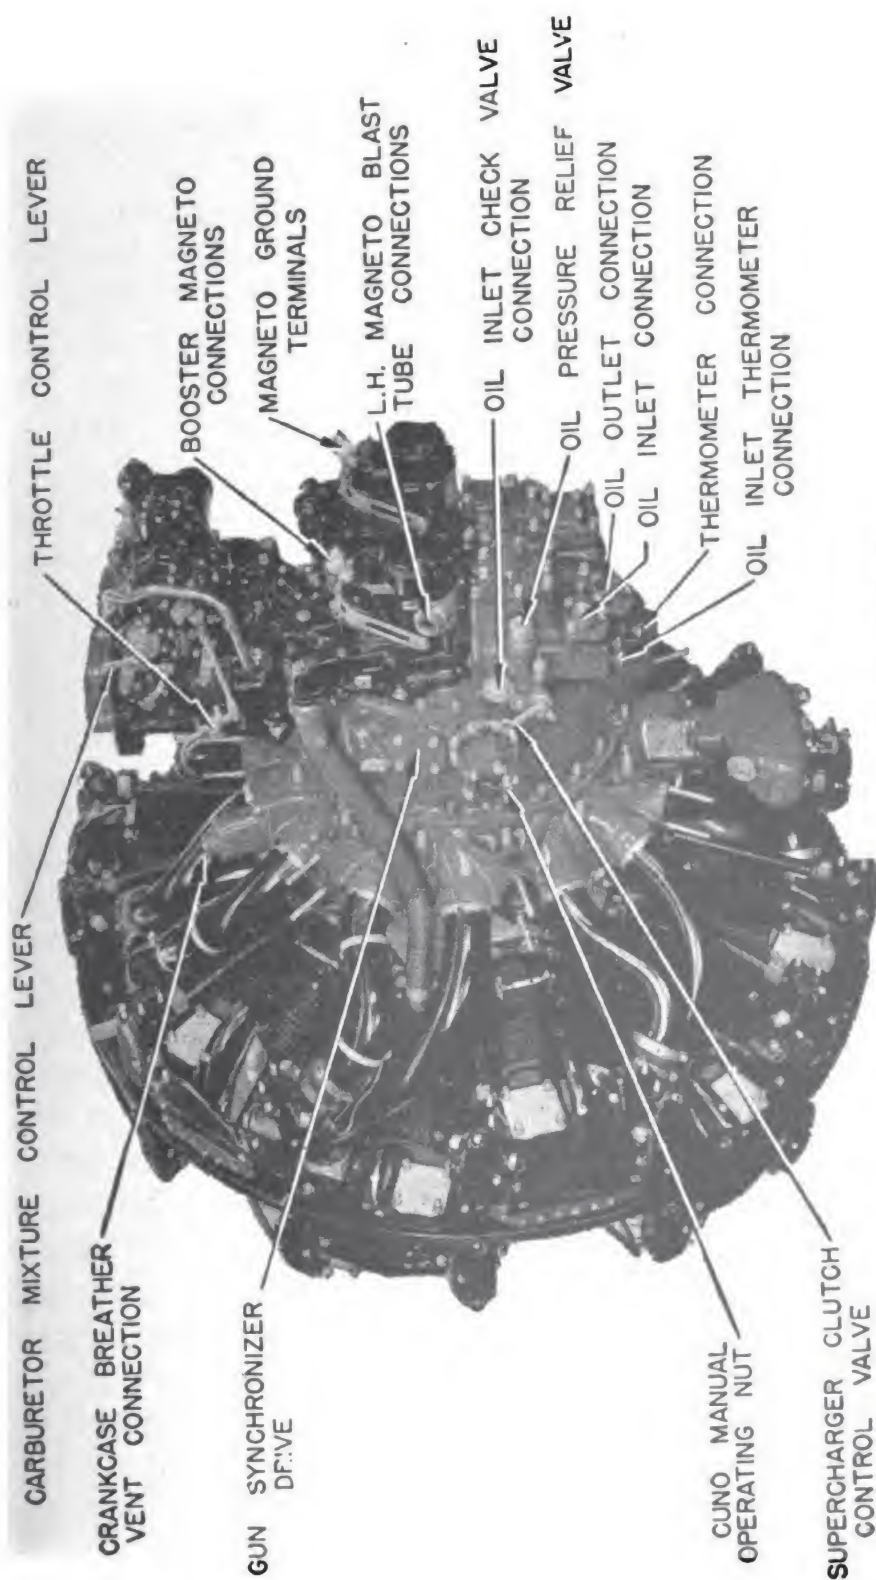 CARBURETOR MIXTURE CONTROL LEVER
THROTTLE CONTROL LEVER
CRANKCASE BREATHER
VENT CONNECTION
BOOSTER MAGNETO
CONNECTIONS
GUN SYNCHRONIZER
DRIVE
MAGNETO GROUND
TERMINALS
L.H. MAGNETO BLAST
TUBE CONNECTIONS
OIL INLET CHECK VALVE
CONNECTION
OIL PRESSURE RELIEF VALVE
OIL OUTLET CONNECTION
OIL INLET CONNECTION
THERMOMETER CONNECTION
OIL INLET THERMOMETER
CONNECTION
CUNO MANUAL
OPERATING NUT
SUPERCHARGER CLUTCH
CONTROL VALVE